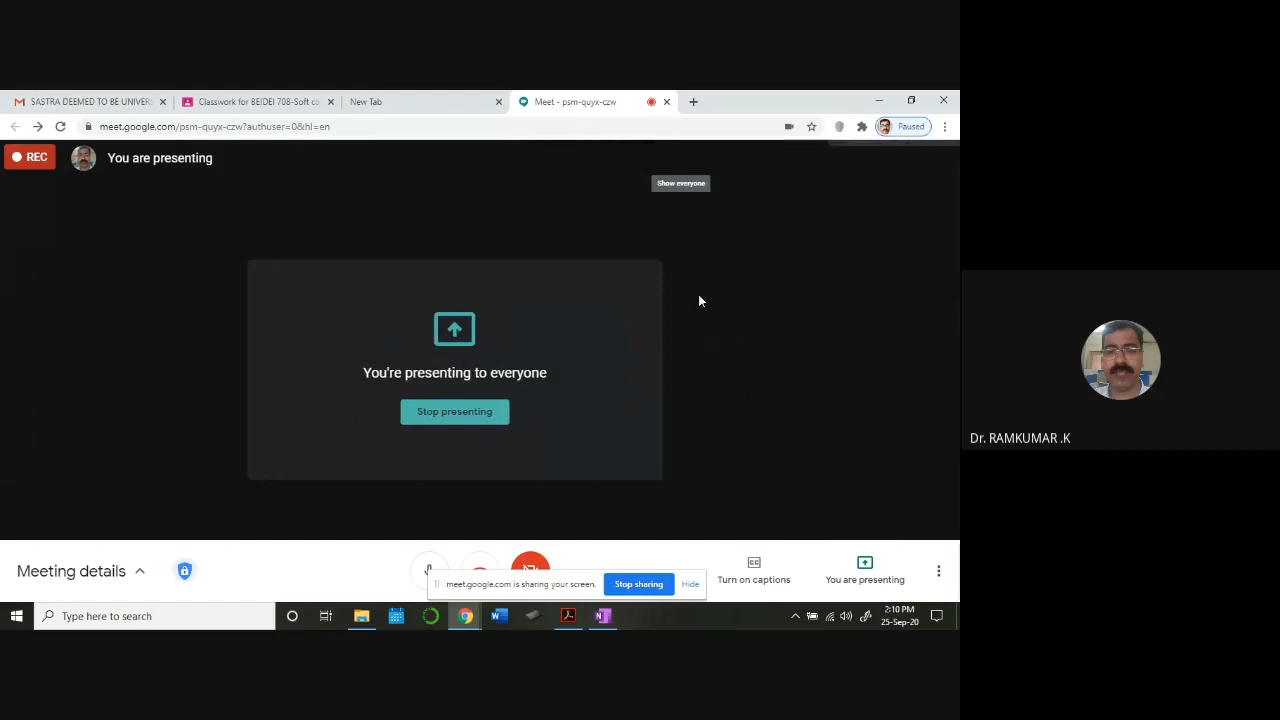 SASTRA DEEMED TO BE UNIVERS
Classwork for BEIDEI 708-Soft co
New Tab
Meet - psm-quyx-czw
meet.google.com/psm-quyx-czw?authuser=0&hl=en
Paused
REC
You are presenting
Show everyone
You're presenting to everyone
Stop presenting
Dr. RAMKUMAR .K
Meeting details
meet.google.com is sharing your screen.
Stop sharing
Hide
CC
Turn on captions
You are presenting
Type here to search
2:10 PM
25-Sep-20